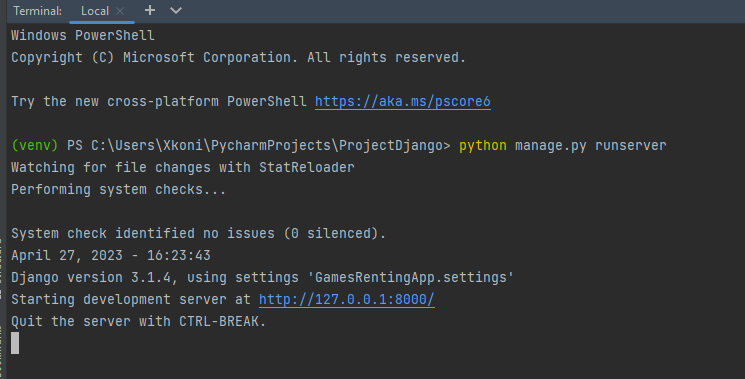 Terminal: Local × + ∨
Windows PowerShell
Copyright (C) Microsoft Corporation. All rights reserved.
Try the new cross-platform PowerShell https://aka.ms/pscore6
(venv) PS C:\Users\Xkoni\PycharmProjects\ProjectDjango> python manage.py runserver
Watching for file changes with StatReloader
Performing system checks...
System check identified no issues (0 silenced).
April 27, 2023 - 16:23:43
Django version 3.1.4, using settings 'GamesRentingApp.settings'
Starting development server at http://127.0.0.1:8000/
Quit the server with CTRL-BREAK.